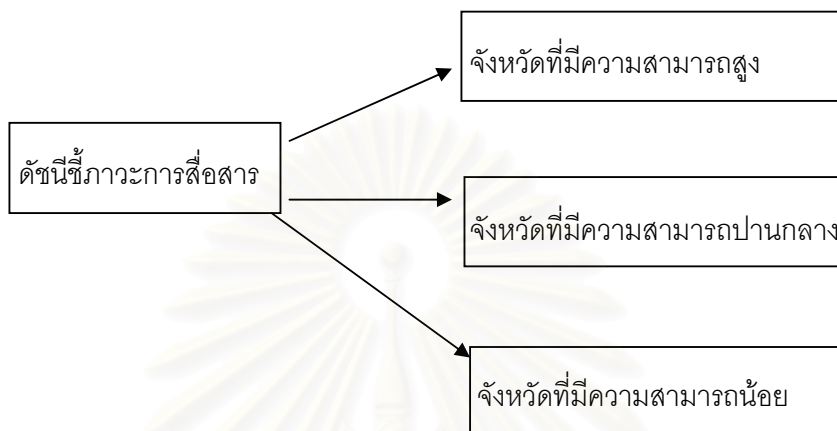 จังหวัดที่มีความสามารถสูง
ดัชนีชี้ภาวะการสื่อสาร
จังหวัดที่มีความสามารถปานกลาง
จังหวัดที่มีความสามารถน้อย